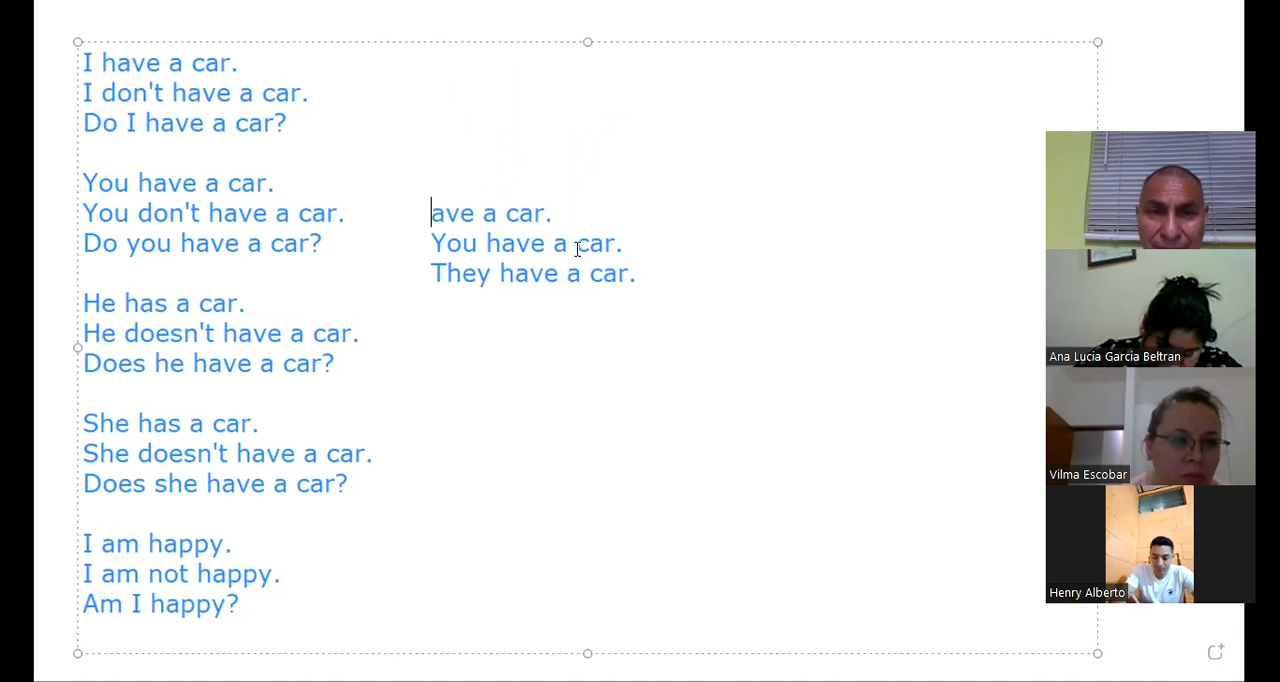 I have a car.
I don't have a car.
Do I have a car?
You have a car.
You don't have a car.
Do you have a car?
He has a car.
He doesn't have a car.
Does he have a car?
She has a car.
She doesn't have a car.
Does she have a car?
I am happy.
I am not happy.
Am I happy?
ave a car.
You have a car.
They have a car.
Ana Lucia Garcia Beltran
Vilma Escobar
Henry Alberto